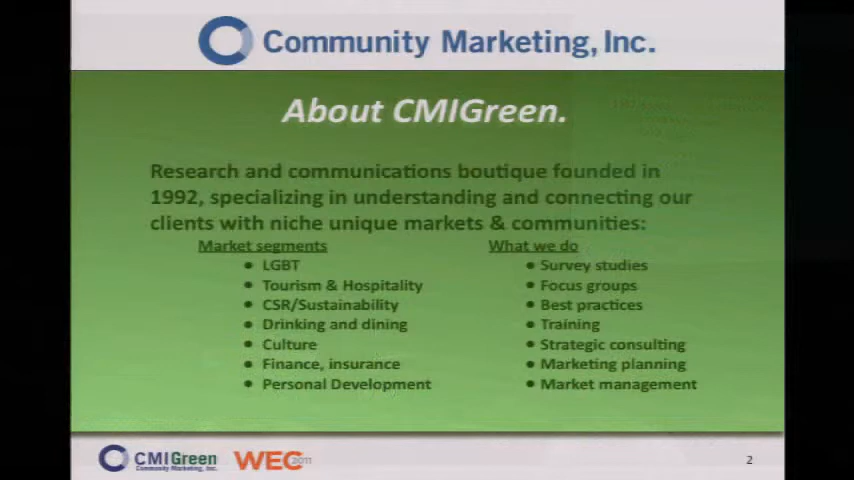 Community Marketing, Inc.
About CMIGreen.
Research and communications boutique founded in
1992, specializing in understanding and connecting our
clients with niche unique markets & communities:
Market segments
• LGBT
• Tourism & Hospitality
• CSR/Sustainability
• Drinking and dining
• Culture
• Finance, insurance
• Personal Development
What we do
• Survey studies
• Focus groups
• Best practices
• Training
• Strategic consulting
• Marketing planning
• Market management
CMIGreen
Community Marketing, Inc.
WEC 2011
2